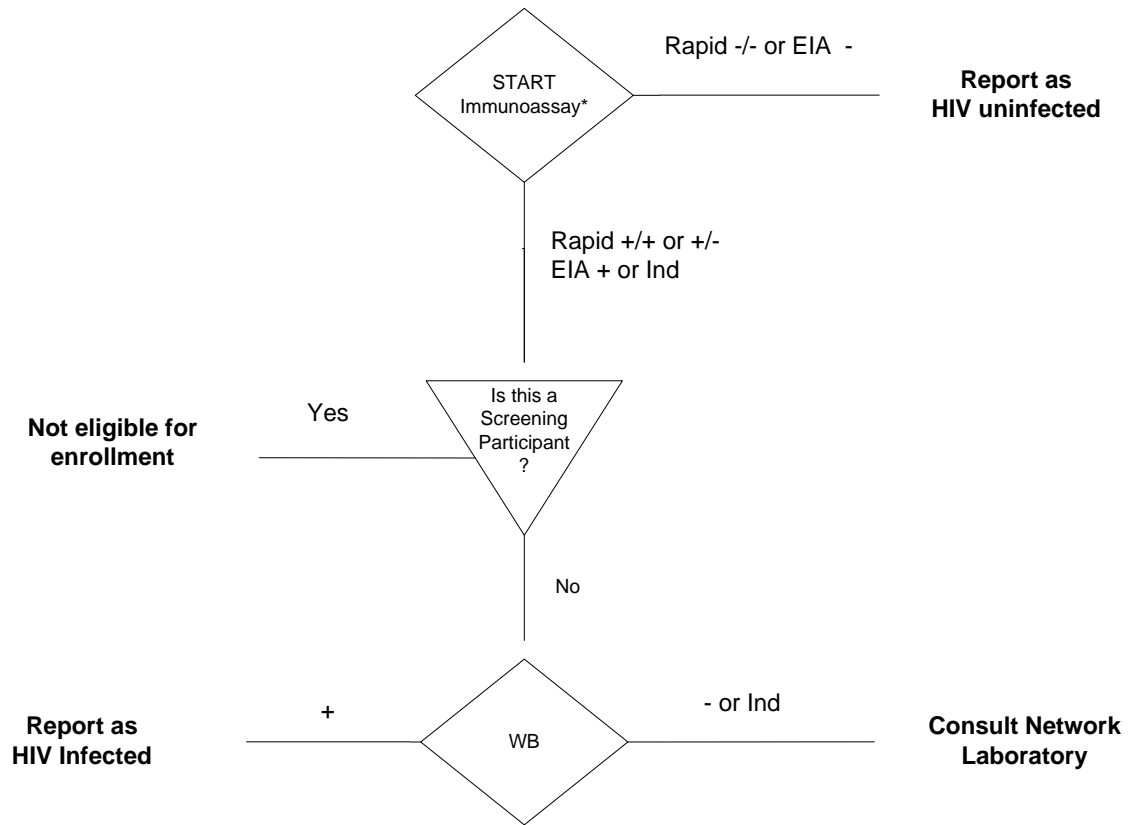 Rapid -/- or EIA -
START
Immunoassay*
Report as
HIV uninfected
Rapid +/+ or +/-
EIA + or Ind
Is this a
Screening
Participant
?
Yes
Not eligible for
enrollment
No
+
Report as
HIV Infected
WB
- or Ind
Consult Network
Laboratory